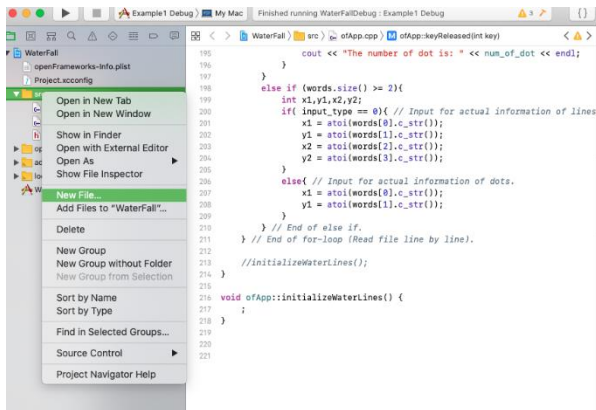 Example1 Debug
My Mac
Finished running WaterFallDebug : Example1 Debug
3
WaterFall
src
ofApp.cpp
ofApp::keyReleased(int key)
WaterFall
openFrameworks-Info.plist
Project.xcconfig
Open in New Tab
Open in New Window
Show in Finder
Open with External Editor
Open As
Show File Inspector
New File...
Add Files to "WaterFall"...
Delete
New Group
New Group without Folder
New Group from Selection
Sort by Name
Sort by Type
Find in Selected Groups...
Source Control
Project Navigator Help
195 cout << "The number of dot is: " << num_of_dot << endl;
196 }
197 }
198 else if (words.size() >= 2){
199 int x1,y1,x2,y2;
200 if( input_type == 0){ // Input for actual information of lines
201 x1 = atoi(words[0].c_str());
202 y1 = atoi(words[1].c_str());
203 x2 = atoi(words[2].c_str());
204 y2 = atoi(words[3].c_str());
205 }
206 else{ // Input for actual information of dots.
207 x1 = atoi(words[0].c_str());
208 y1 = atoi(words[1].c_str());
209 }
210 } // End of else if.
211 } // End of for-loop (Read file line by line).
212
213 //initializeWaterLines();
214 }
215
216 void ofApp::initializeWaterLines() {
217 ;
218 }
219
220
221